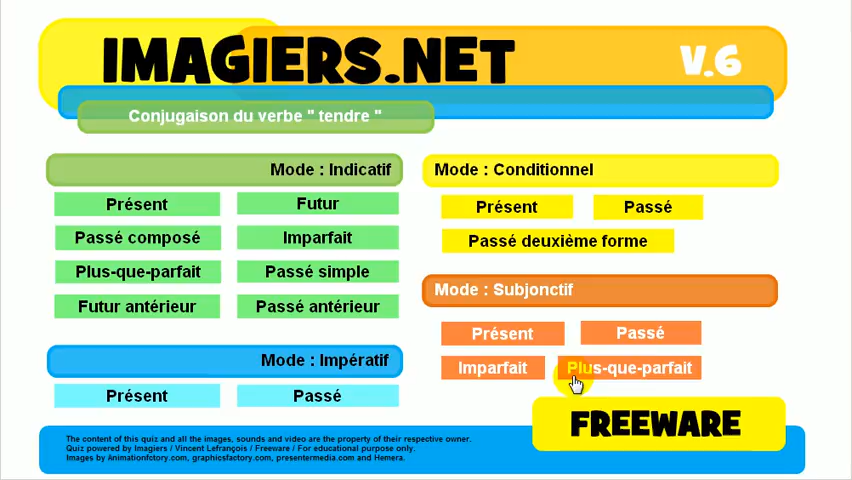 IMAGIERS.NET
V.6
Conjugaison du verbe " tendre "
Mode : Indicatif
Présent
Futur
Passé composé
Imparfait
Plus-que-parfait
Passé simple
Futur antérieur
Passé antérieur
Mode : Impératif
Présent
Passé
Mode : Conditionnel
Présent
Passé
Passé deuxième forme
Mode : Subjonctif
Présent
Passé
Imparfait
Plus-que-parfait
FREEWARE
The content of this quiz and all the images, sounds and video are the property of their respective owner.
Quiz powered by Imagiers / Vincent Lefrançois / Freeware / For educational purpose only.
Images by Animationfctory.com, graphicsfactory.com, presentermedia.com and Hemera.